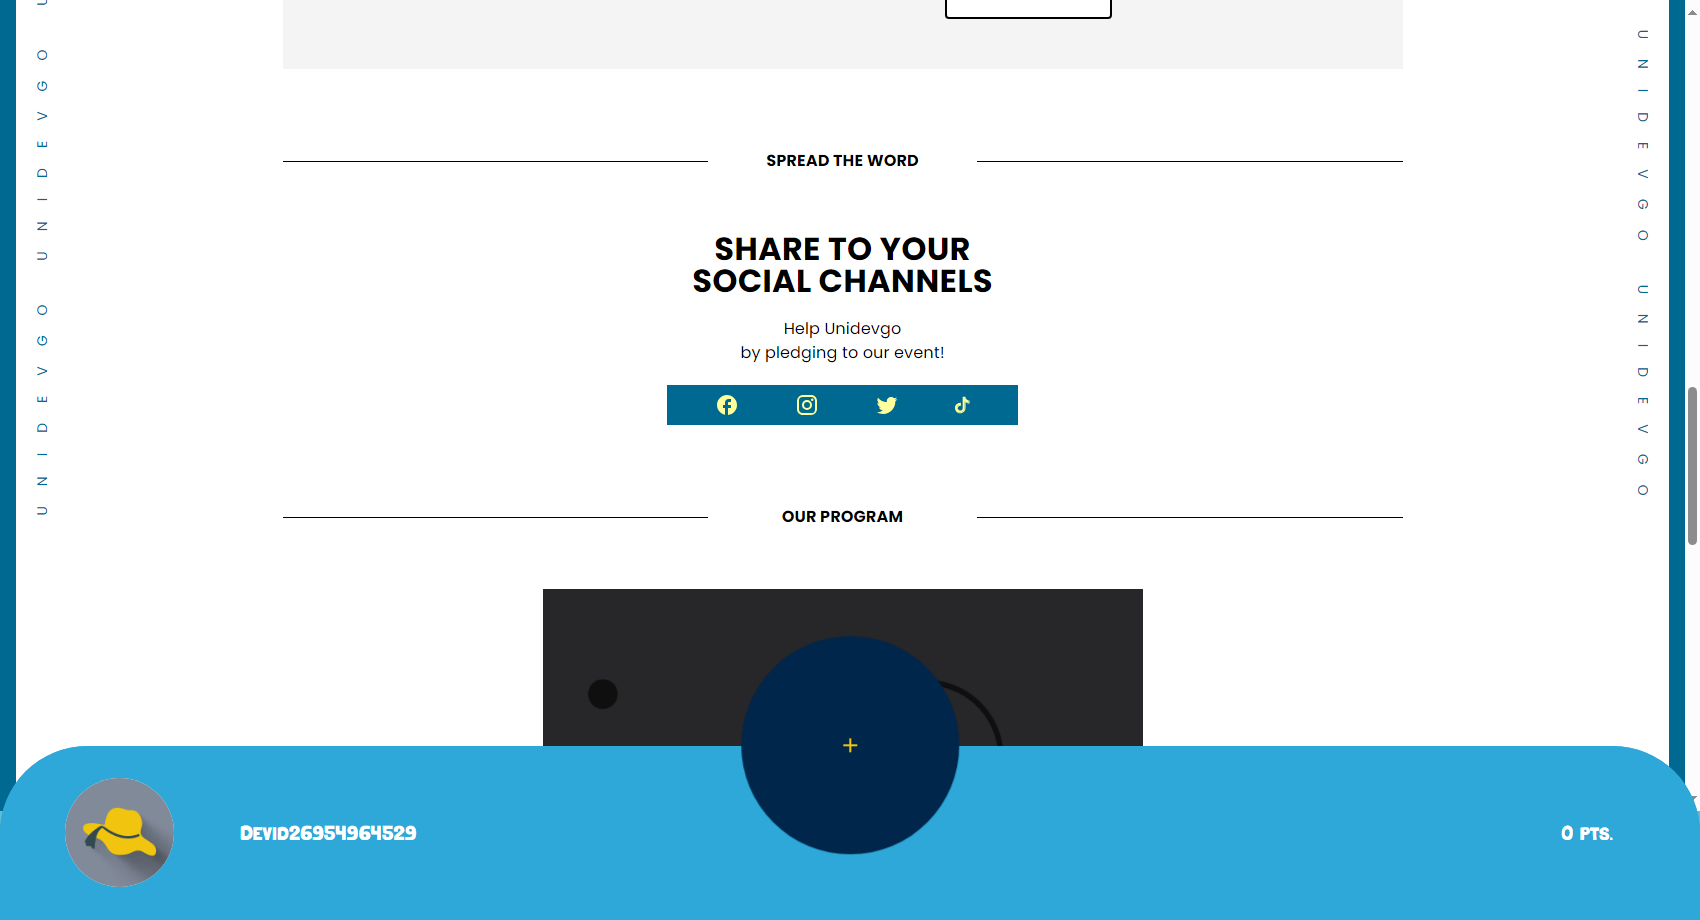 UNIDEVGO UNIDEVGO U
UNIDEVGO UNIDEVGO
SPREAD THE WORD
SHARE TO YOUR
SOCIAL CHANNELS
Help Unidevgo
by pledging to our event!
OUR PROGRAM
+
Devid26954964529
0 pts.